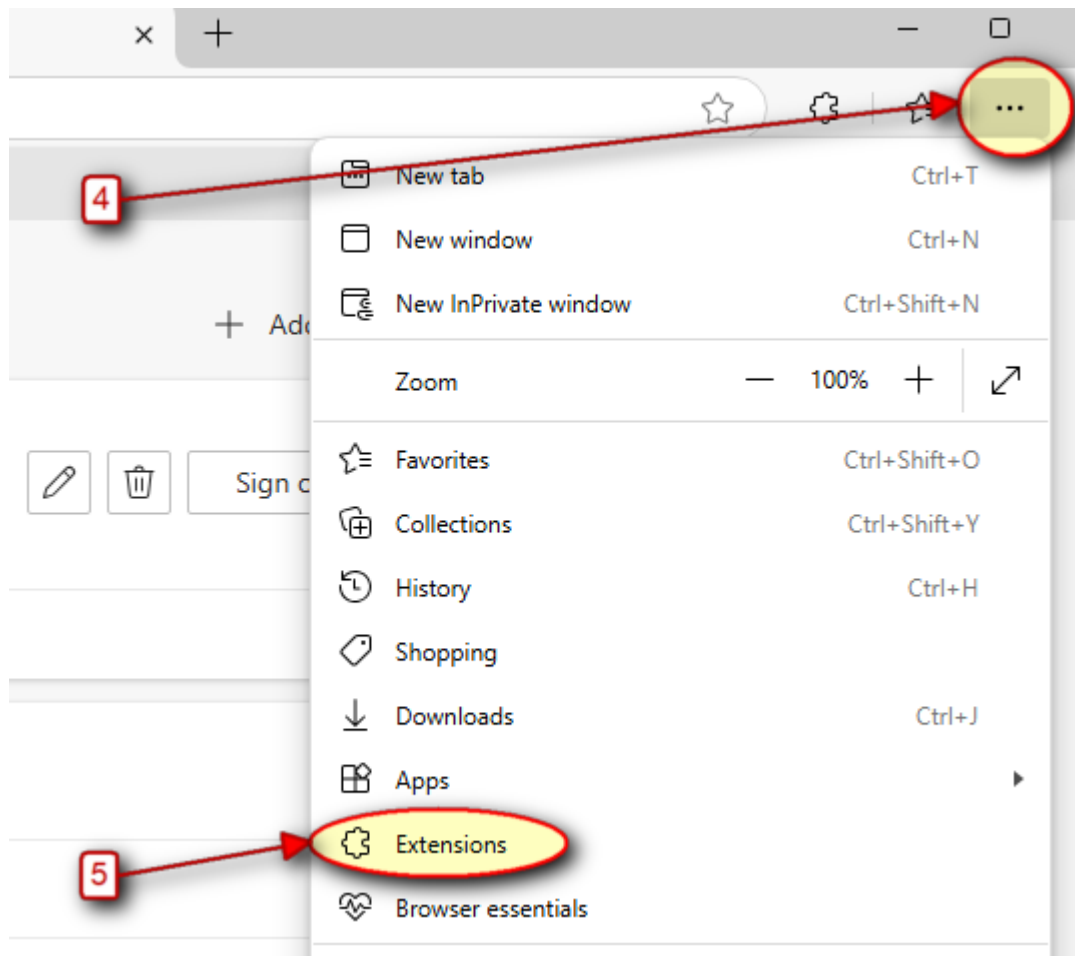 4
New tab Ctrl+T
New window Ctrl+N
New InPrivate window Ctrl+Shift+N
Zoom 100%
Favorites Ctrl+Shift+O
Sign
Collections Ctrl+Shift+Y
History Ctrl+H
Shopping
Downloads Ctrl+J
Apps
Extensions
5
Browser essentials